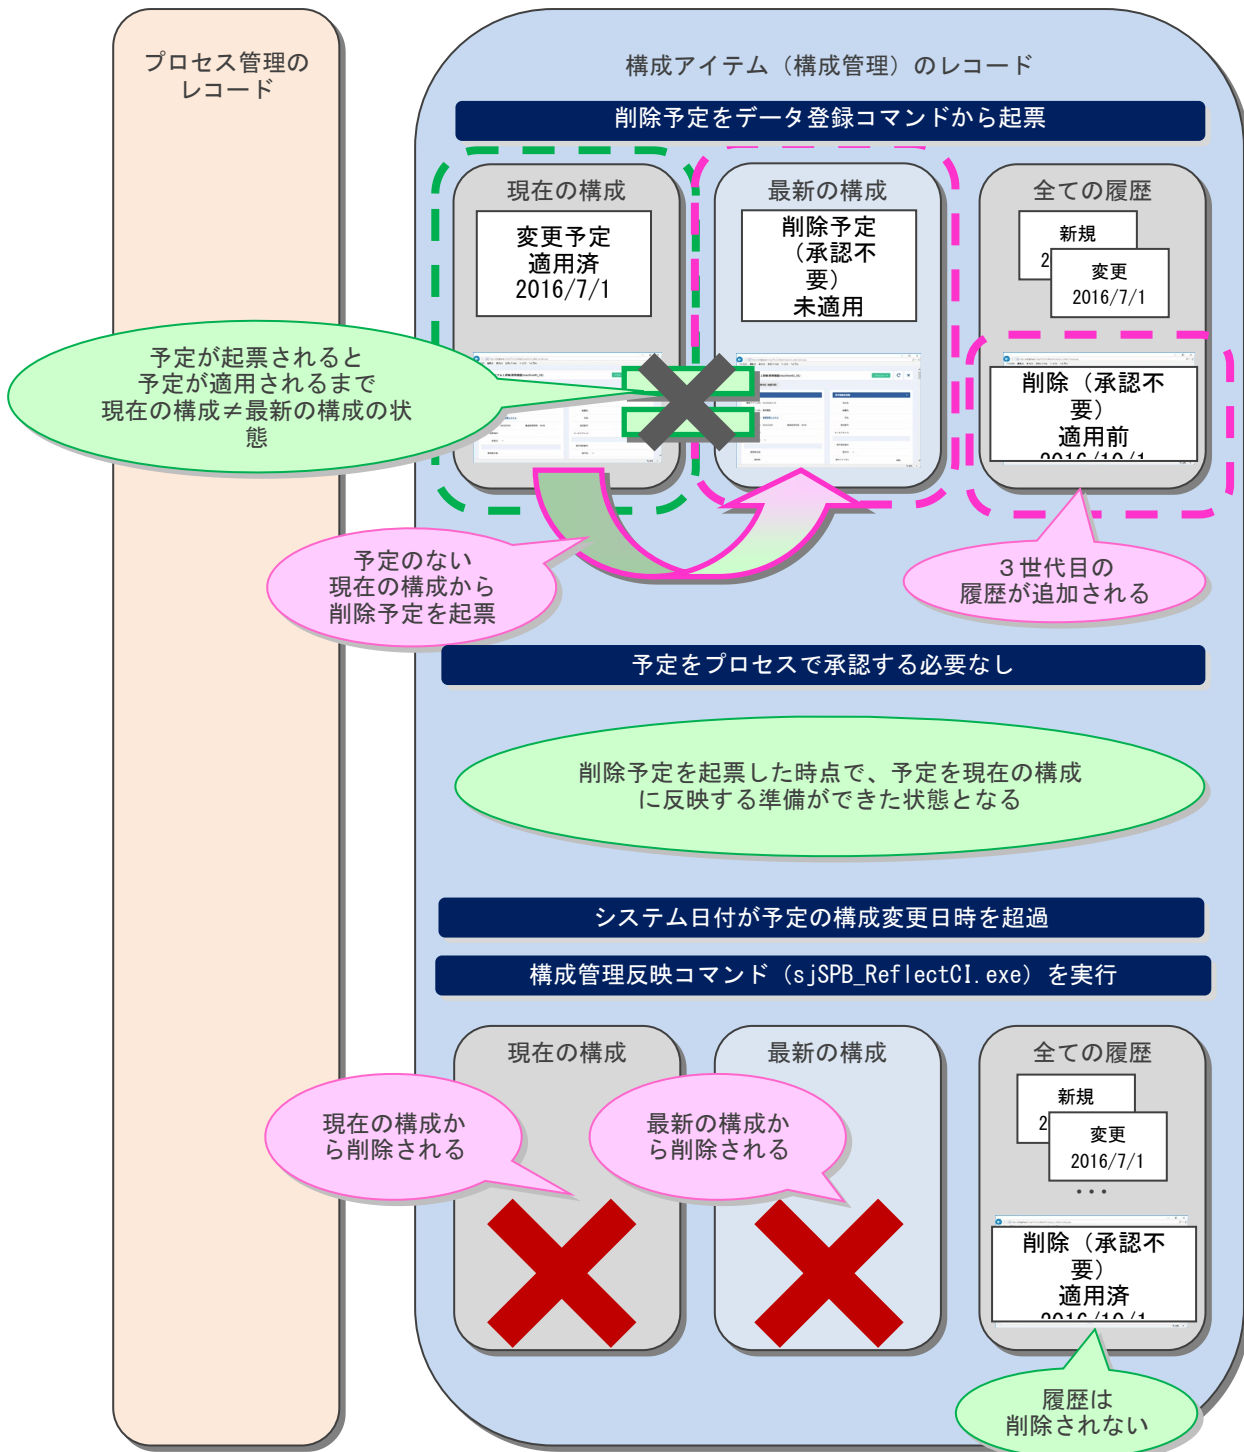 プロセス管理の
レコード
構成アイテム（構成管理）のレコード
削除予定をデータ登録コマンドから起票
現在の構成
変更予定
適用済
2016/7/1
最新の構成
削除予定
（承認不
要）
未適用
全ての履歴
新規
2
変更
2016/7/1
削除（承認不
要）
適用前
2016/10/1
予定が起票されると
予定が適用されるまで
現在の構成≠最新の構成の状
態
予定のない
現在の構成から
削除予定を起票
３世代目の
履歴が追加される
予定をプロセスで承認する必要なし
削除予定を起票した時点で、予定を現在の構成
に反映する準備ができた状態となる
システム日付が予定の構成変更日時を超過
構成管理反映コマンド（sjSPB_ReflectCI.exe）を実行
現在の構成
現在の構成か
ら削除される
最新の構成
最新の構成か
ら削除される
全ての履歴
新規
2
変更
2016/7/1
...
削除（承認不
要）
適用済
2016/10/1
履歴は
削除されない